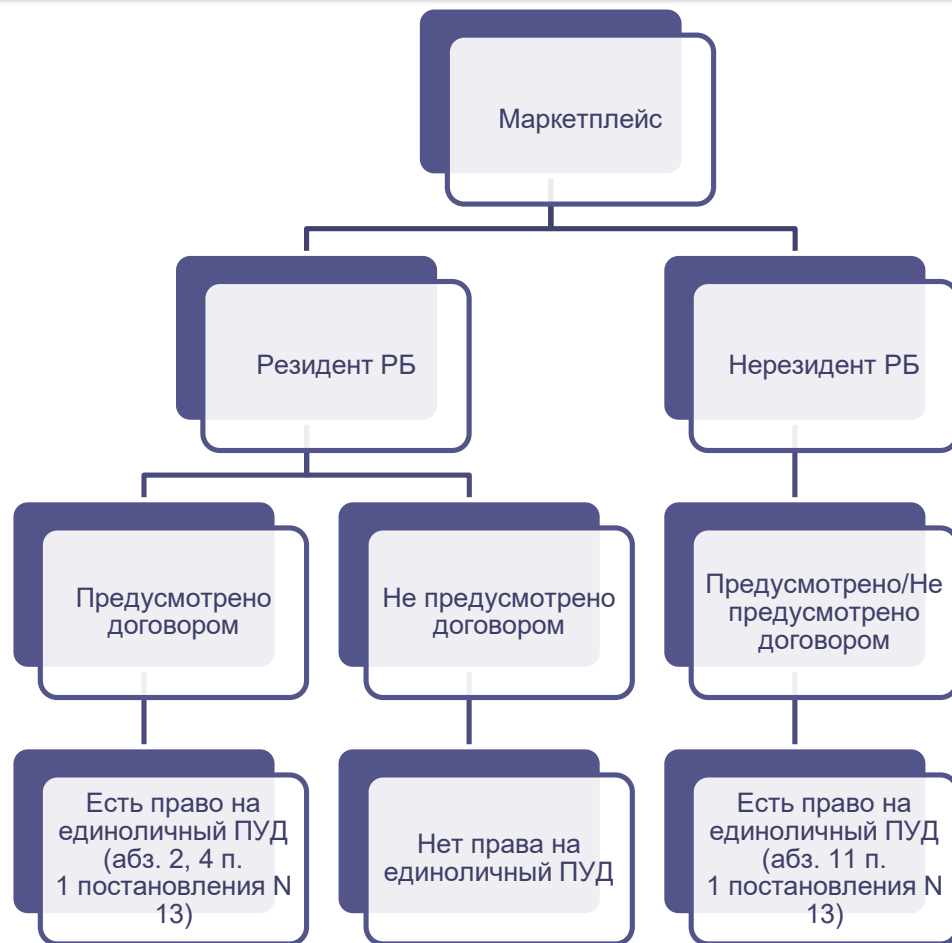 Маркетплейс
Резидент РБ
Нерезидент РБ
Предусмотрено
договором
Не предусмотрено
договором
Предусмотрено/Не
предусмотрено
договором
Есть право на
единоличный ПУД
(абз. 2, 4 п.
1 постановления N
13)
Нет права на
единоличный ПУД
Есть право на
единоличный ПУД
(абз. 11 п.
1 постановления N
13)